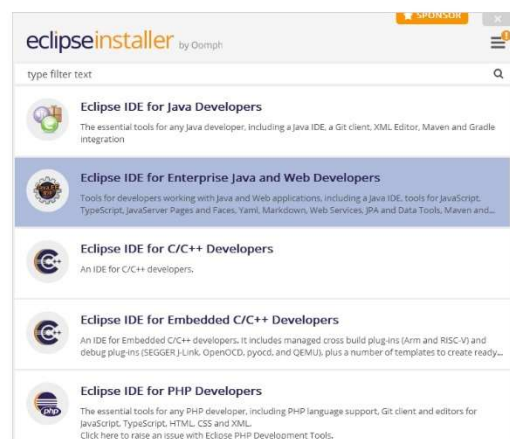 SPONSOR
eclipseinstaller by Oomph
type filter text
Eclipse IDE for Java Developers
The essential tools for any Java developer, including a Java IDE, a Git client, XML Editor, Maven and Gradle
integration
Eclipse IDE for Enterprise Java and Web Developers
Tools for developers working with Java and Web applications, including a Java IDE, tools for JavaScript,
TypeScript, JavaServer Pages and Faces, Yaml, Markdown, Web Services, JPA and Data Tools, Maven and...
Eclipse IDE for C/C++ Developers
An IDE for C/C++ developers.
Eclipse IDE for Embedded C/C++ Developers
An IDE for Embedded C/C++ developers. It includes managed cross build plug-ins (Arm and RISC-V) and
debug plug-ins (SEGGER J-Link, OpenOCD, pyocd, and QEMU), plus a number of templates to create ready...
php
Eclipse IDE for PHP Developers
The essential tools for any PHP developer, including PHP language support, Git client and editors for
JavaScript, TypeScript, HTML, CSS and XML.
Click here to raise an issue with Eclipse PHP Development Tools.